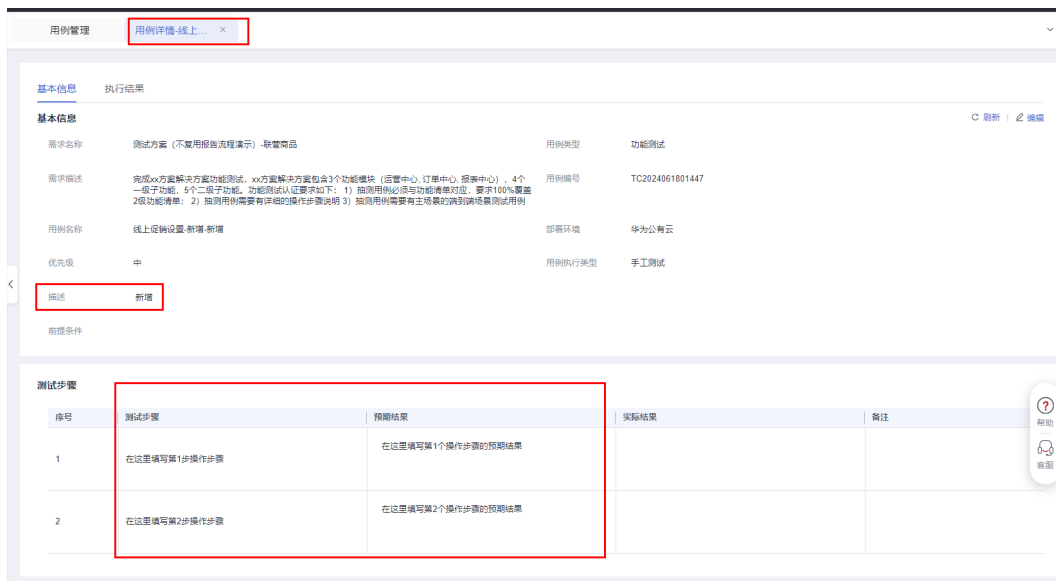 用例管理
用例详情-线上... ×
基本信息 执行结果
基本信息 刷新 编辑
需求名称 测试方案（不复用报告流程演示）-联营商品 用例类型 功能测试
需求描述 完成xx方案解决方案功能测试，xx方案解决方案包含3个功能模块（运营中心, 订单中心, 报表中心），4个
一级子功能，5个二级子功能。功能测试认证要求如下： 1）抽测用例必须与功能清单对应，要求100%覆盖
2级功能清单； 2）抽测用例需要有详细的操作步骤说明 3）抽测用例需要有主场景的端到端场景测试用例
用例编号 TC2024061801447
用例名称 线上促销设置-新增-新增 部署环境 华为公有云
优先级 中 用例执行类型 手工测试
描述 新增
前提条件
测试步骤
序号 测试步骤 预期结果 实际结果 备注
1 在这里填写第1步操作步骤 在这里填写第1个操作步骤的预期结果
2 在这里填写第2步操作步骤 在这里填写第2个操作步骤的预期结果
帮助
客服